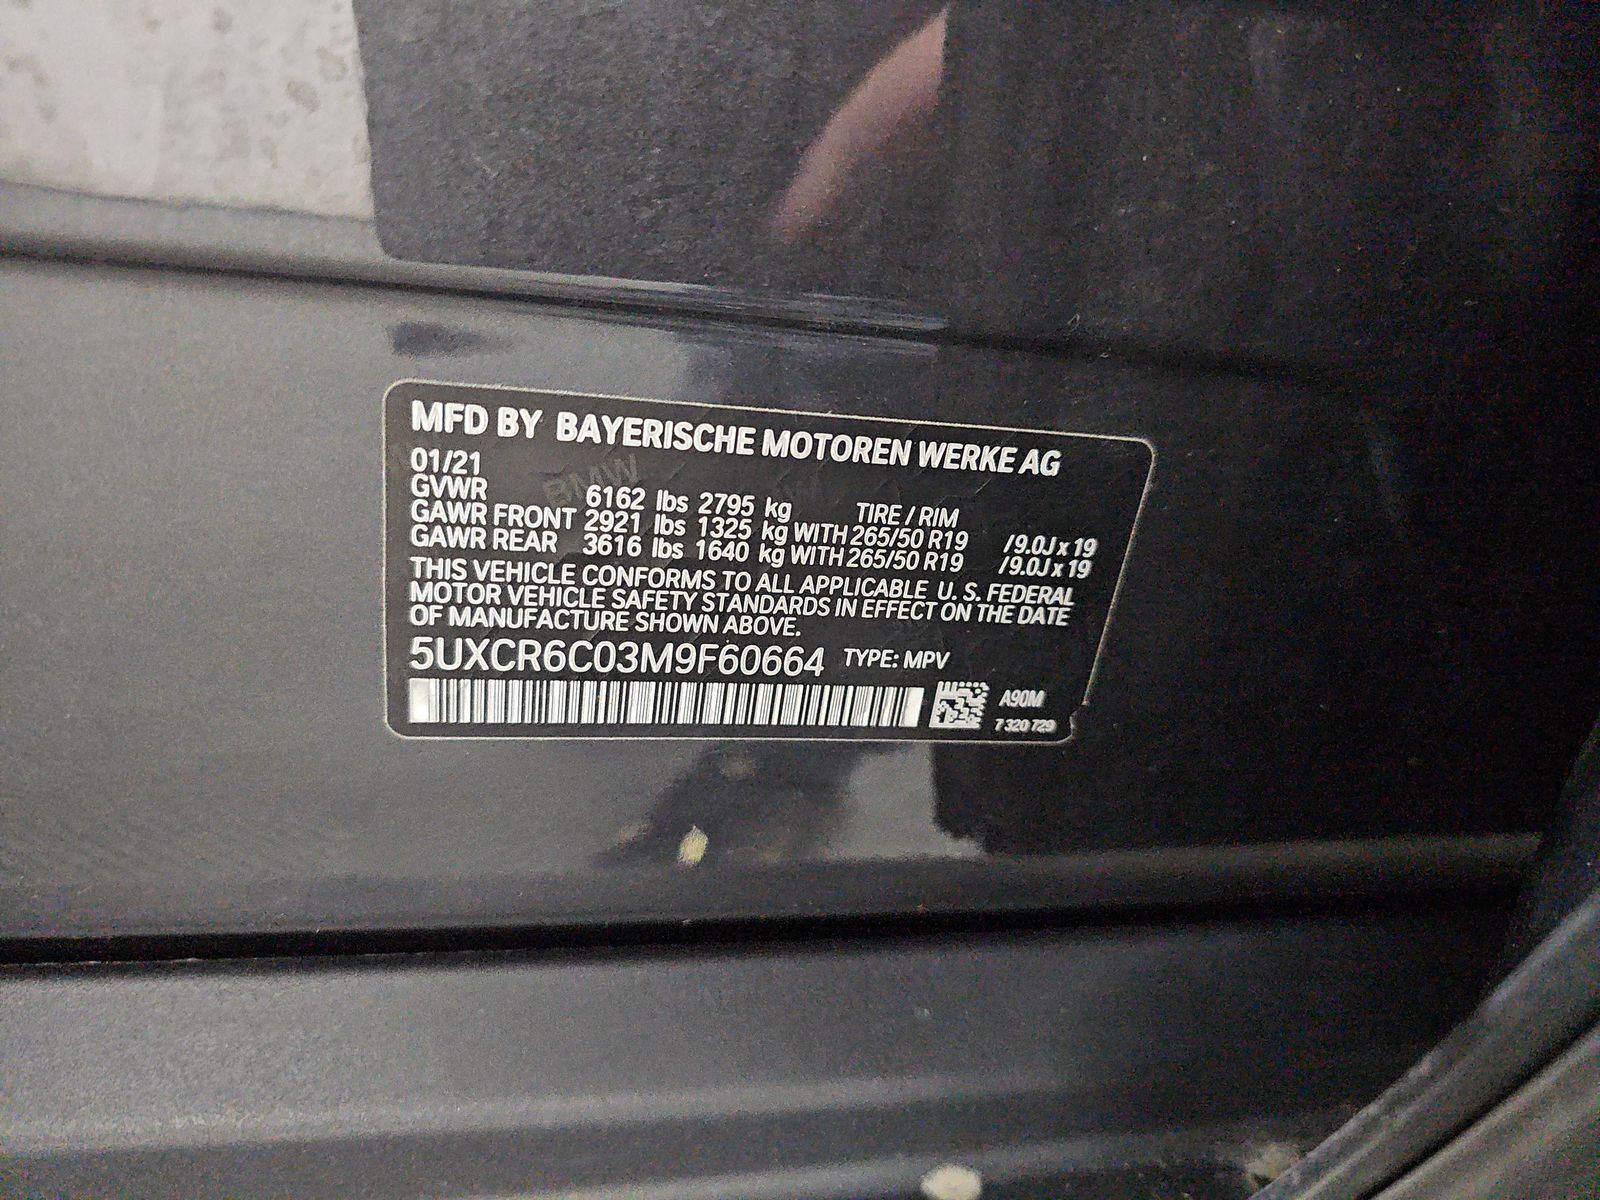 MFD BY BAYERISCHE MOTOREN WERKE AG
01/21
GVWR 6162 lbs 2795 kg TIRE / RIM
GAWR FRONT 2921 lbs 1325 kg WITH 265/50 R19 /9.0J x 19
GAWR REAR 3616 lbs 1640 kg WITH 265/50 R19 /9.0J x 19
THIS VEHICLE CONFORMS TO ALL APPLICABLE U. S. FEDERAL
MOTOR VEHICLE SAFETY STANDARDS IN EFFECT ON THE DATE
OF MANUFACTURE SHOWN ABOVE.
5UXCR6C03M9F60664 TYPE: MPV
A90M
7 320 729
BMW